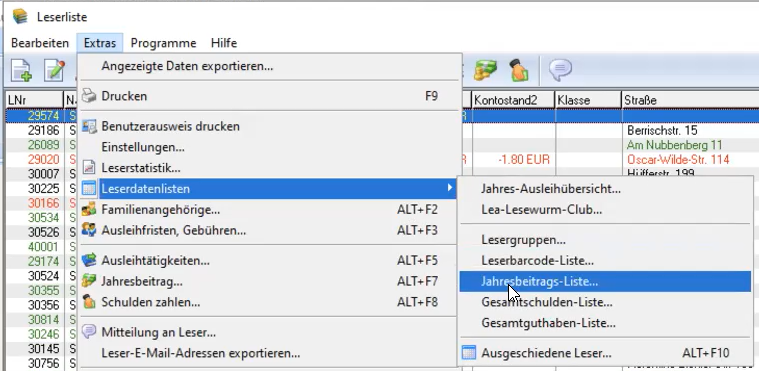 Leserliste
Bearbeiten Extras Programme Hilfe
Angezeigte Daten exportieren...
LNr Kontostand2 Klasse Straße
Drucken F9
29574 S
29186 S Berrischstr. 15
Benutzerausweis drucken
26089 S Am Nubbenberg 11
Einstellungen...
29020 S -1.80 EUR Oscar-Wilde-Str. 114
Leserstatistik...
30007 S Hüfferstr. 199
Leserdatenlisten
30225 S Jahres-Ausleihübersicht...
Familienangehörige... ALT+F2
30166 S Lea-Lesewurm-Club...
30534 S
Ausleihfristen, Gebühren... ALT+F3
30526 S Lesergruppen...
40001 S
Ausleihtätigkeiten... ALT+F5
29174 S Leserbarcode-Liste...
30524 S
Jahresbeitrag... ALT+F7
Jahresbeitrags-Liste...
30355 S
Schulden zahlen... ALT+F8
30356 S Gesamtschulden-Liste...
30814 S
Mitteilung an Leser...
30246 S Gesamtguthaben-Liste...
30145 S
Leser-E-Mail-Adressen exportieren...
Ausgeschiedene Leser... ALT+F10
30756 S